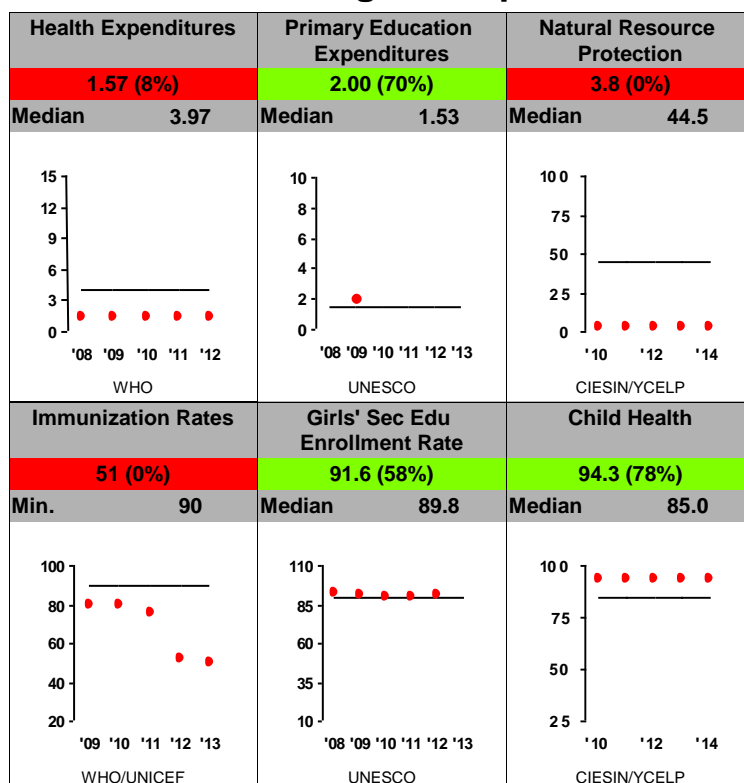 Health Expenditures
1.57 (8%)
Median 3.97
15
12
9
6
3
0
'08 '09 '10 '11 '12
WHO
Primary Education
Expenditures
2.00 (70%)
Median 1.53
10
8
6
4
2
0
'08 '09 '10 '11 '12 '13
UNESCO
Natural Resource
Protection
3.8 (0%)
Median 44.5
100
75
50
25
0
'10 '12 '14
CIESIN/YCELP
Immunization Rates
51 (0%)
Min. 90
100
80
60
40
20
'09 '10 '11 '12 '13
WHO/UNICEF
Girls' Sec Edu
Enrollment Rate
91.6 (58%)
Median 89.8
110
85
60
35
10
'08 '09 '10 '11 '12 '13
UNESCO
Child Health
94.3 (78%)
Median 85.0
100
75
50
25
'10 '12 '14
CIESIN/YCELP